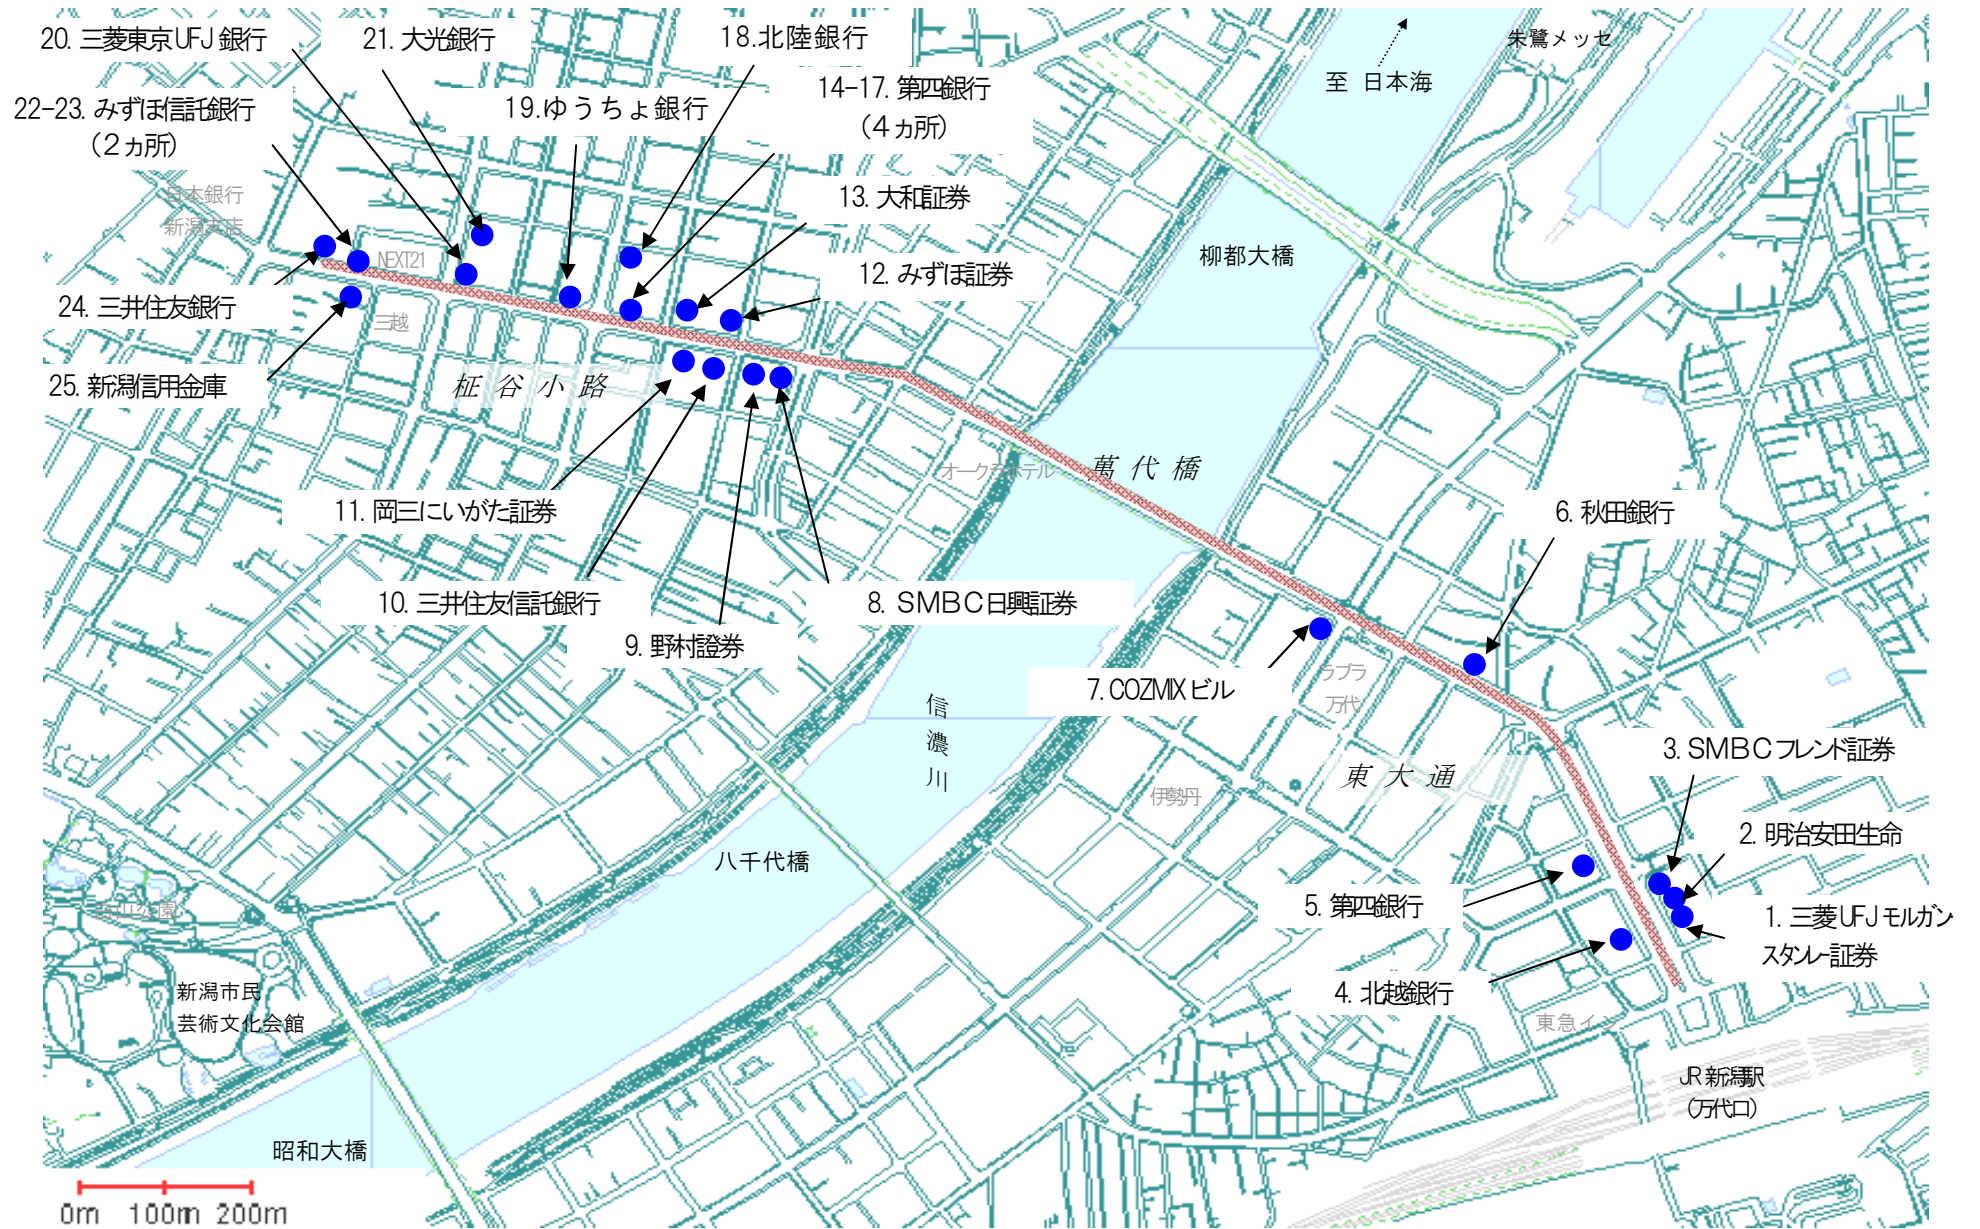 20. 三菱東京UFJ銀行
21. 大光銀行
18.北陸銀行
朱鷺メッセ
至 日本海
22-23. みずほ信託銀行
（２ヵ所）
19.ゆうちょ銀行
14-17. 第四銀行
（４ヵ所）
日本銀行
新潟支店
13. 大和証券
柳都大橋
NEXT21
12. みずほ証券
24. 三井住友銀行
三越
25. 新潟信用金庫
柾谷小路
オークラホテル
萬代橋
11. 岡三にいがた証券
6. 秋田銀行
10. 三井住友信託銀行
8. ＳＭＢＣ日興証券
9. 野村證券
7. COZMIXビル
ラブラ
万代
信濃川
3. ＳＭＢＣフレンド証券
東大通
伊勢丹
2. 明治安田生命
八千代橋
5. 第四銀行
1. 三菱UFJモルガン
スタンレー証券
白山公園
4. 北越銀行
新潟市民
芸術文化会館
東急イン
JR新潟駅
（万代口）
昭和大橋
0m 100m 200m